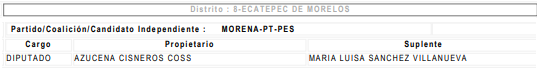 Distrito : 8-ECATEPEC DE MORELOS
Partido/Coalición/Candidato Independiente : MORENA-PT-PES
Cargo Propietario Suplente
DIPUTADO AZUCENA CISNEROS COSS MARIA LUISA SANCHEZ VILLANUEVA